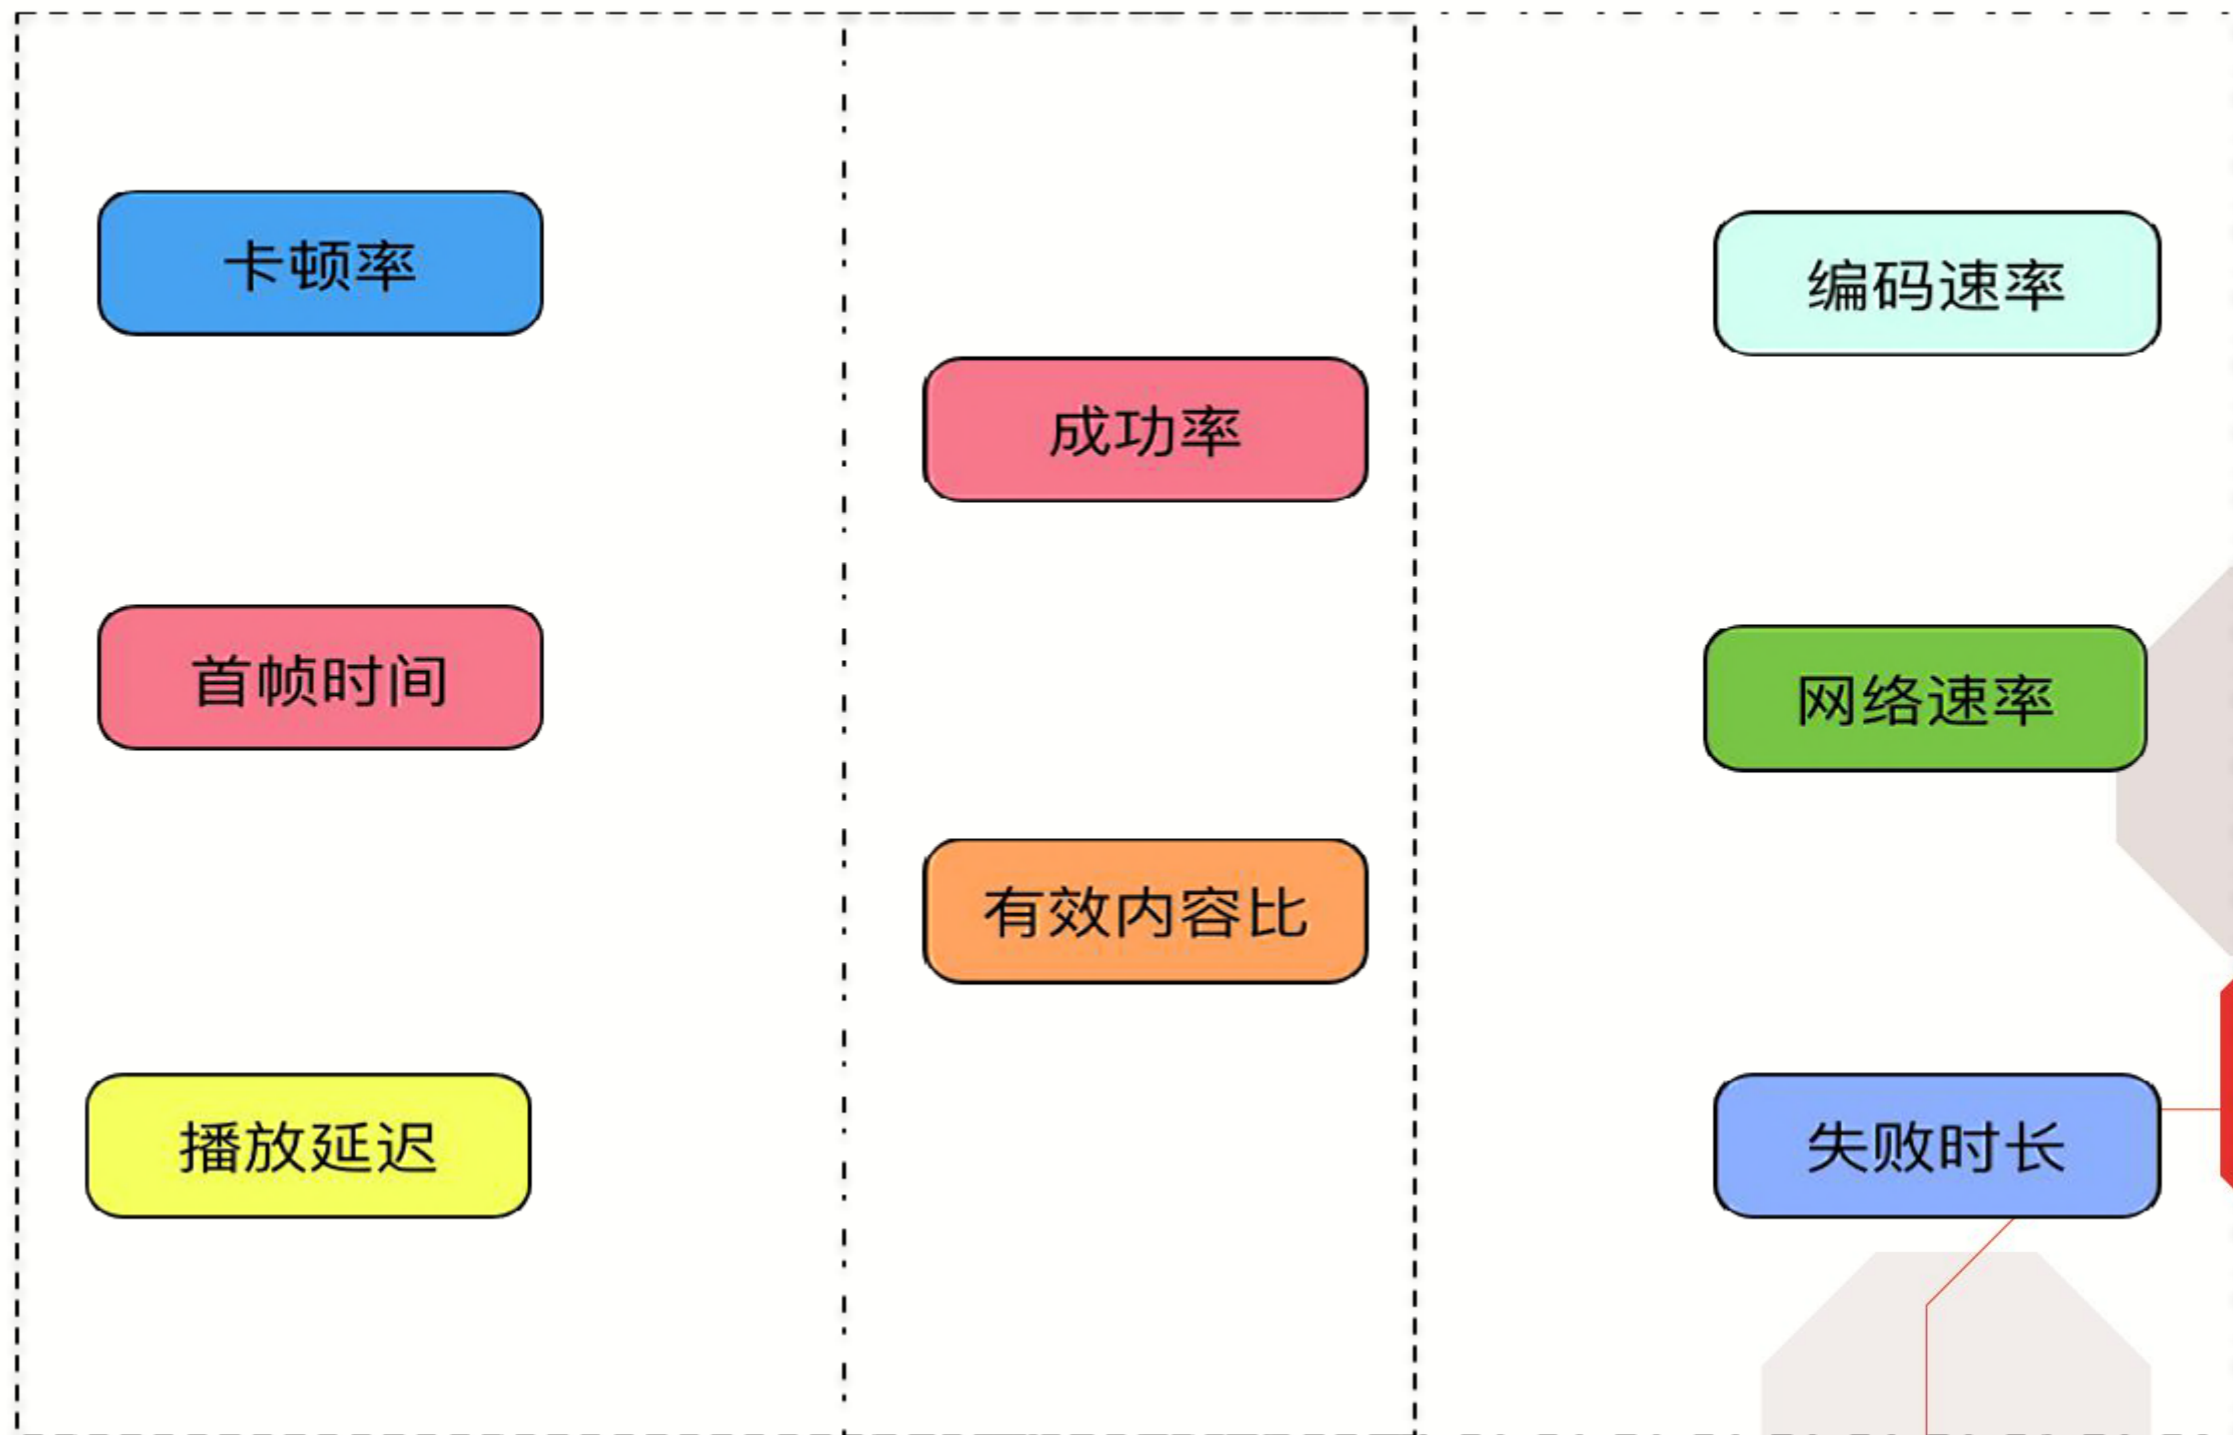 卡顿率
首帧时间
播放延迟
成功率
有效内容比
编码速率
网络速率
失败时长